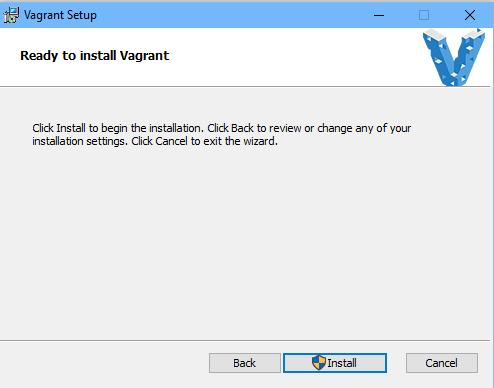 Vagrant Setup
Ready to install Vagrant
Click Install to begin the installation. Click Back to review or change any of your
installation settings. Click Cancel to exit the wizard.
Back
Install
Cancel